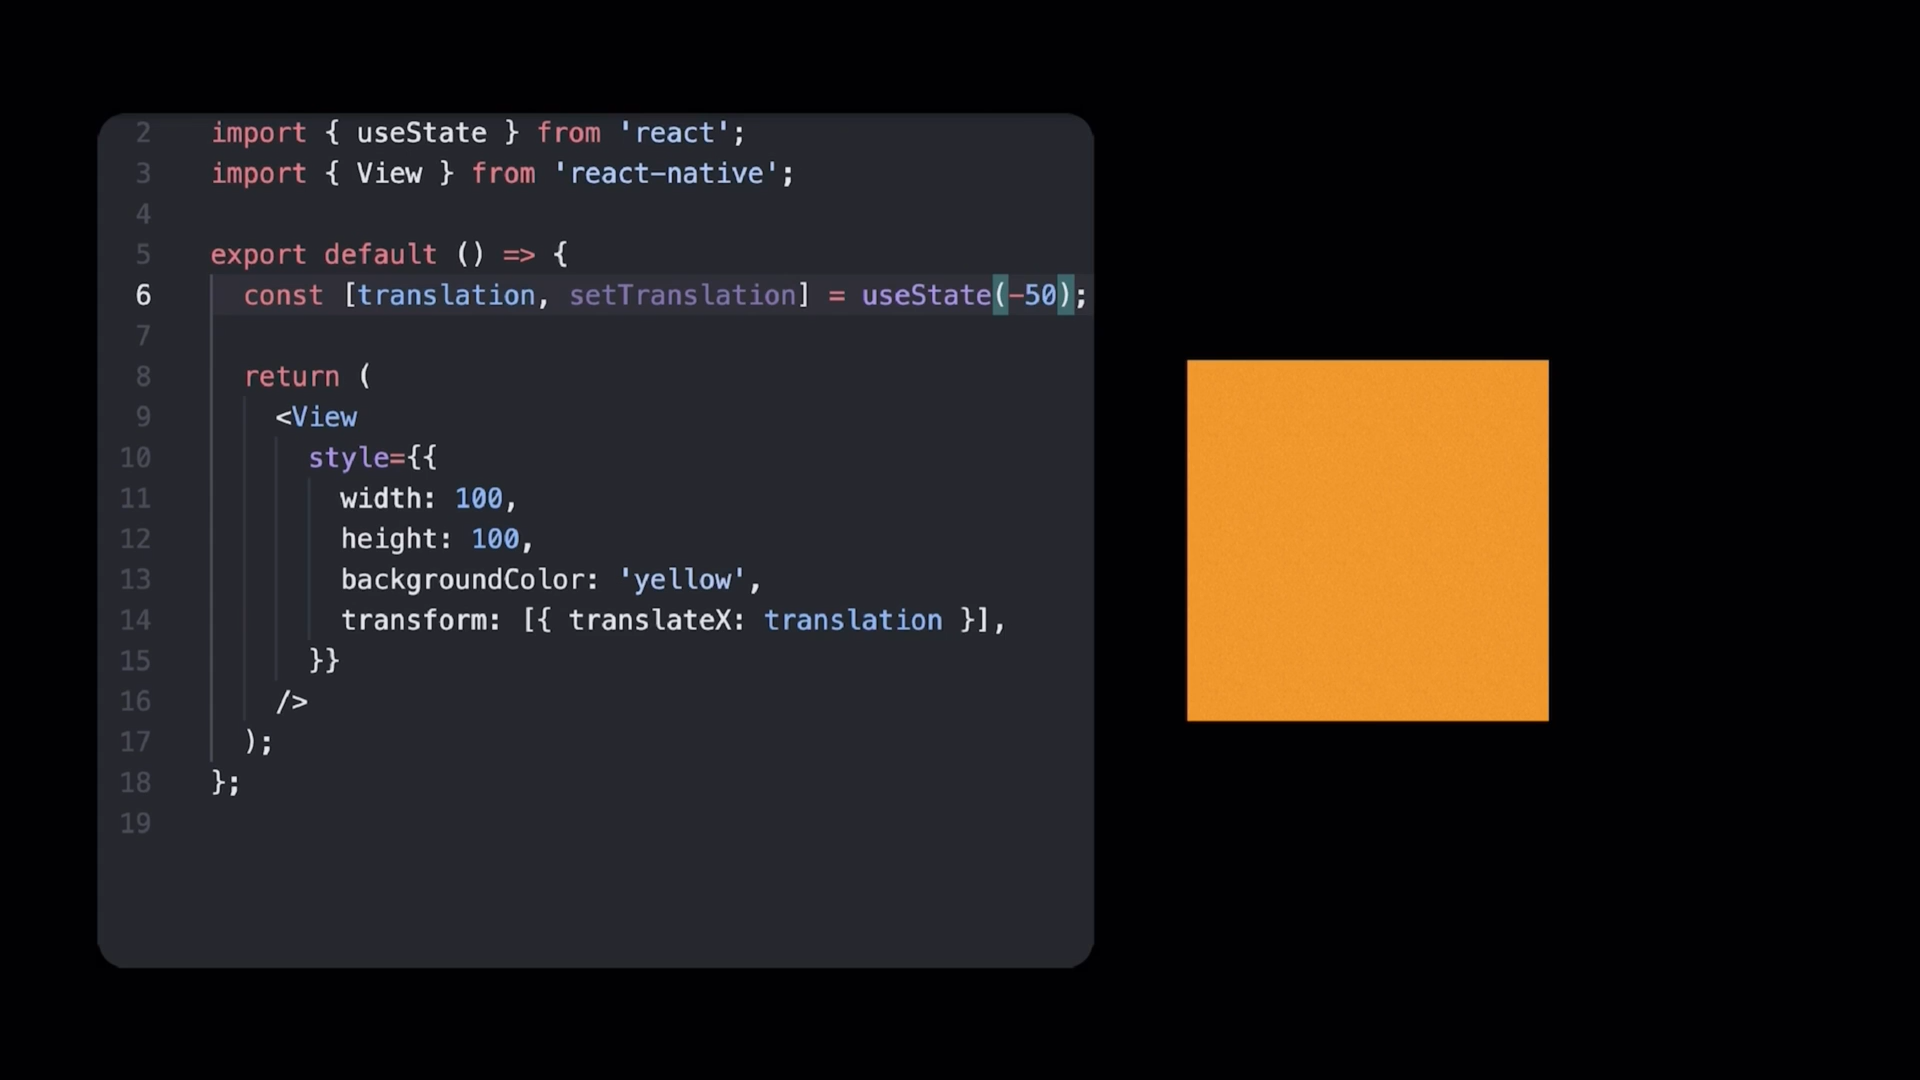 2 import { useState } from 'react';
3 import { View } from 'react-native';
4
5 export default () => {
6 const [translation, setTranslation] = useState(-50);
7
8 return (
9 <View
10 style={{
11 width: 100,
12 height: 100,
13 backgroundColor: 'yellow',
14 transform: [{ translateX: translation }],
15 }}
16 />
17 );
18 };
19